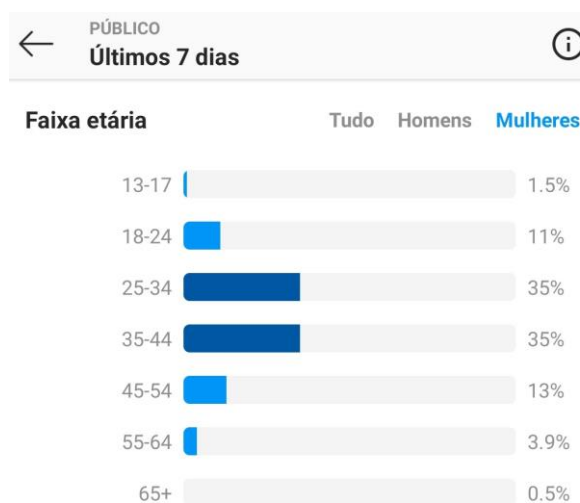 PÚBLICO
Últimos 7 dias
Faixa etária Tudo Homens Mulheres
13-17 1.5%
18-24 11%
25-34 35%
35-44 35%
45-54 13%
55-64 3.9%
65+ 0.5%